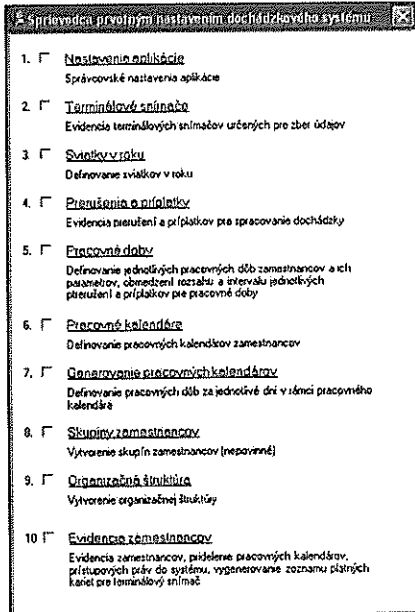 Sprievodca prvotným nastavením dochádzkového systému
1. Nastavenia aplikácie
Správcovské nastavenia aplikácie
2. Terminálové snímače
Evidencia terminálových snímačov určených pre zber údajov
3. Sviatky v roku
Definovanie sviatkov v roku
4. Prerušenia a príplatky
Evidencia prerušení a príplatkov pre spracovanie dochádzky
5. Pracovné doby
Definovanie jednotlivých pracovných dôb zamestnancov a ich
parametrov, obmedzení rozsahu a intervalu jednotlivých
prerušení a príplatkov pre pracovné doby
6. Pracovné kalendáre
Definovanie pracovných kalendárov zamestnancov
7. Generovanie pracovných kalendárov
Definovanie pracovných dôb za jednotlivé dni v rámci pracovného
kalendára
8. Skupiny zamestnancov
Vytvorenie skupín zamestnancov (nepovinné)
9. Organizačná štruktúra
Vytvorenie organizačnej štruktúry
10 Evidencia zamestnancov
Evidencia zamestnancov, pridelenie pracovných kalendárov,
prístupových práv do systému, vygenerovanie zoznamu platných
kariet pre terminálový snímač